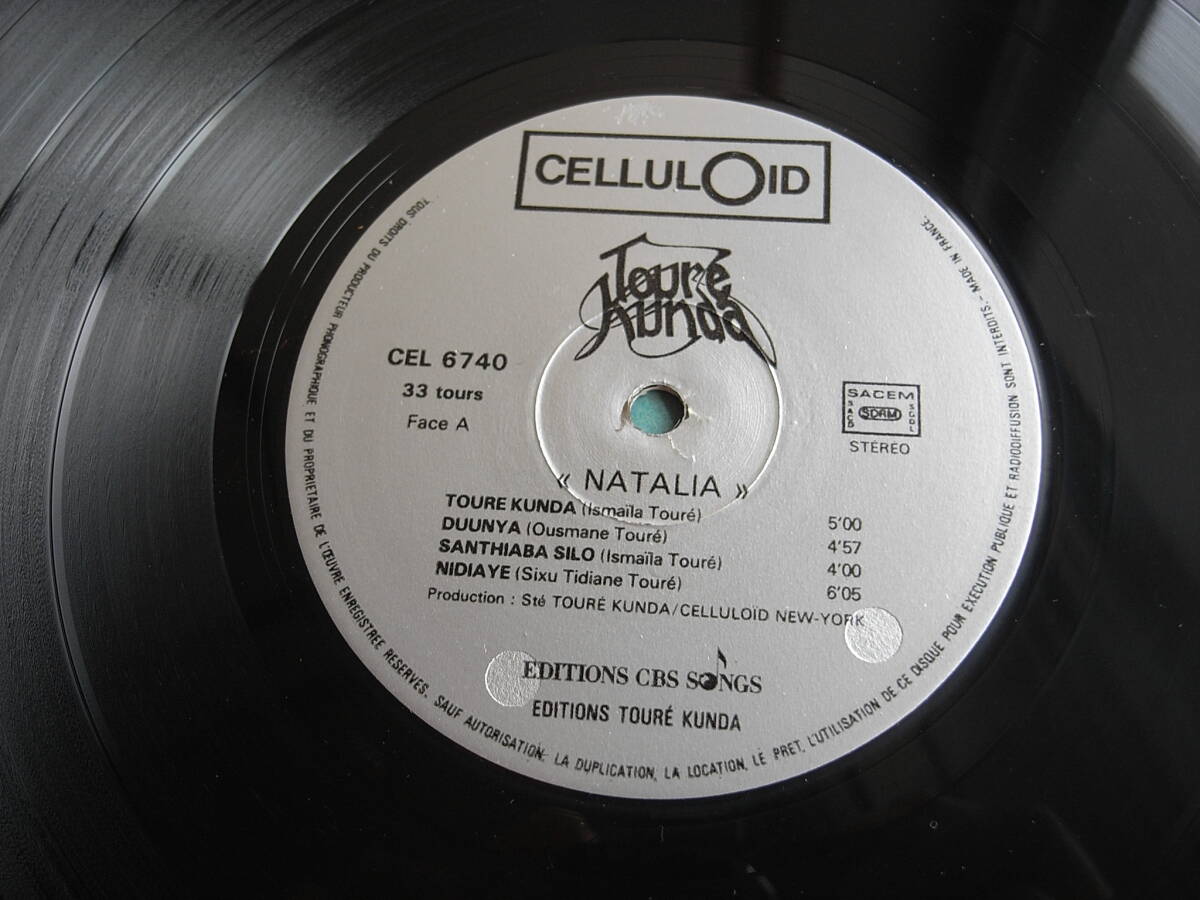 CELLULOID
Touré
Kunda
CEL 6740
33 tours
Face A
SACEM
SACD SDRM SGDL
STÉRÉO
« NATALIA »
TOURE KUNDA (Ismaïla Touré) 5'00
DUUNYA (Ousmane Touré) 4'57
SANTHIABA SILO (Ismaïla Touré) 4'00
NIDIAYE (Sixu Tidiane Touré) 6'05
Production : Sté TOURÉ KUNDA/CELLULOÏD NEW-YORK
EDITIONS CBS SONGS
EDITIONS TOURÉ KUNDA
TOUS DROITS DU PRODUCTEUR PHONOGRAPHIQUE ET DU PROPRIETAIRE DE L'ŒUVRE ENREGISTREE RESERVES. SAUF AUTORISATION, LA DUPLICATION, LA LOCATION, LE PRET, L'UTILISATION DE CE DISQUE POUR EXECUTION PUBLIQUE ET RADIODIFFUSION SONT INTERDITS. - MADE IN FRANCE.